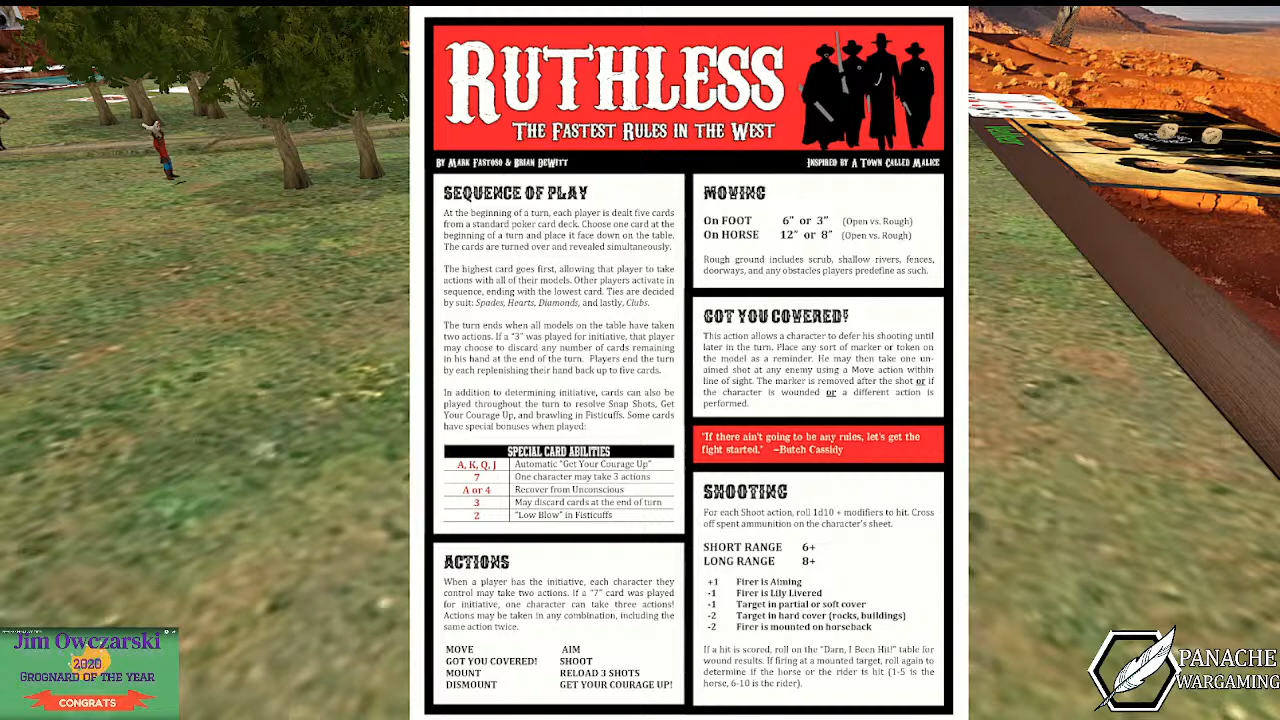 RUTHLESS
THE FASTEST RULES IN THE WEST
BY MARK FASTOSO & BRIAN DEWITT
INSPIRED BY A TOWN CALLED MALICE
SEQUENCE OF PLAY
At the beginning of a turn, each player is dealt five cards
from a standard poker card deck. Choose one card at the
beginning of a turn and place it face down on the table.
The cards are turned over and revealed simultaneously.
The highest card goes first, allowing that player to take
actions with all of their models. Other players activate in
sequence, ending with the lowest card. Ties are decided
by suit: Spades, Hearts, Diamonds, and lastly, Clubs.
The turn ends when all models on the table have taken
two actions. If a "3" was played for initiative, that player
may choose to discard any number of cards remaining
in his hand at the end of the turn. Players end the turn
by each replenishing their hand back up to five cards.
In addition to determining initiative, cards can also be
played throughout the turn to resolve Snap Shots, Get
Your Courage Up, and brawling in Fisticuffs. Some cards
have special bonuses when played:
SPECIAL CARD ABILITIES
A, K, Q, J Automatic "Get Your Courage Up"
7 One character may take 3 actions
A or 4 Recover from Unconscious
3 May discard cards at the end of turn
2 "Low Blow" in Fisticuffs
ACTIONS
When a player has the initiative, each character they
control may take two actions. If a "7" card was played
for initiative, one character can take three actions!
Actions may be taken in any combination, including the
same action twice.
MOVE AIM
GOT YOU COVERED! SHOOT
MOUNT RELOAD 3 SHOTS
DISMOUNT GET YOUR COURAGE UP!
MOVING
On FOOT 6" or 3" (Open vs. Rough)
On HORSE 12" or 8" (Open vs. Rough)
Rough ground includes scrub, shallow rivers, fences,
doorways, and any obstacles players predefine as such.
GOT YOU COVERED!
This action allows a character to defer his shooting until
later in the turn. Place any sort of marker or token on
the model as a reminder. He may then take one un-
aimed shot at any enemy using a Move action within
line of sight. The marker is removed after the shot or if
the character is wounded or a different action is
performed.
"If there ain't going to be any rules, let's get the
fight started." –Butch Cassidy
SHOOTING
For each Shoot action, roll 1d10 + modifiers to hit. Cross
off spent ammunition on the character's sheet.
SHORT RANGE 6+
LONG RANGE 8+
+1 Firer is Aiming
-1 Firer is Lily Livered
-1 Target in partial or soft cover
-2 Target in hard cover (rocks, buildings)
-2 Firer is mounted on horseback
If a hit is scored, roll on the "Darn, I Been Hit!" table for
wound results. If firing at a mounted target, roll again to
determine if the horse or the rider is hit (1-5 is the
horse, 6-10 is the rider).
Jim Owczarski
2020
GROGNARD OF THE YEAR
CONGRATS
PANACHE
WARGAMING